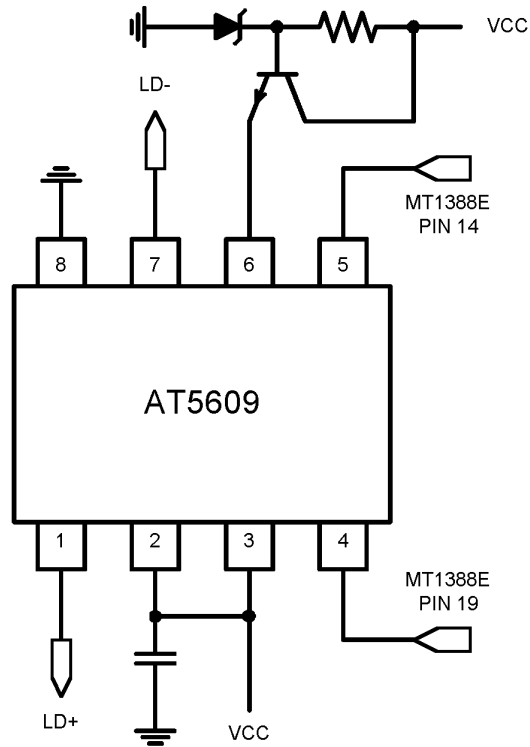 VCC
LD-
MT1388E
PIN 14
8
7
6
5
AT5609
1
2
3
4
MT1388E
PIN 19
LD+
VCC